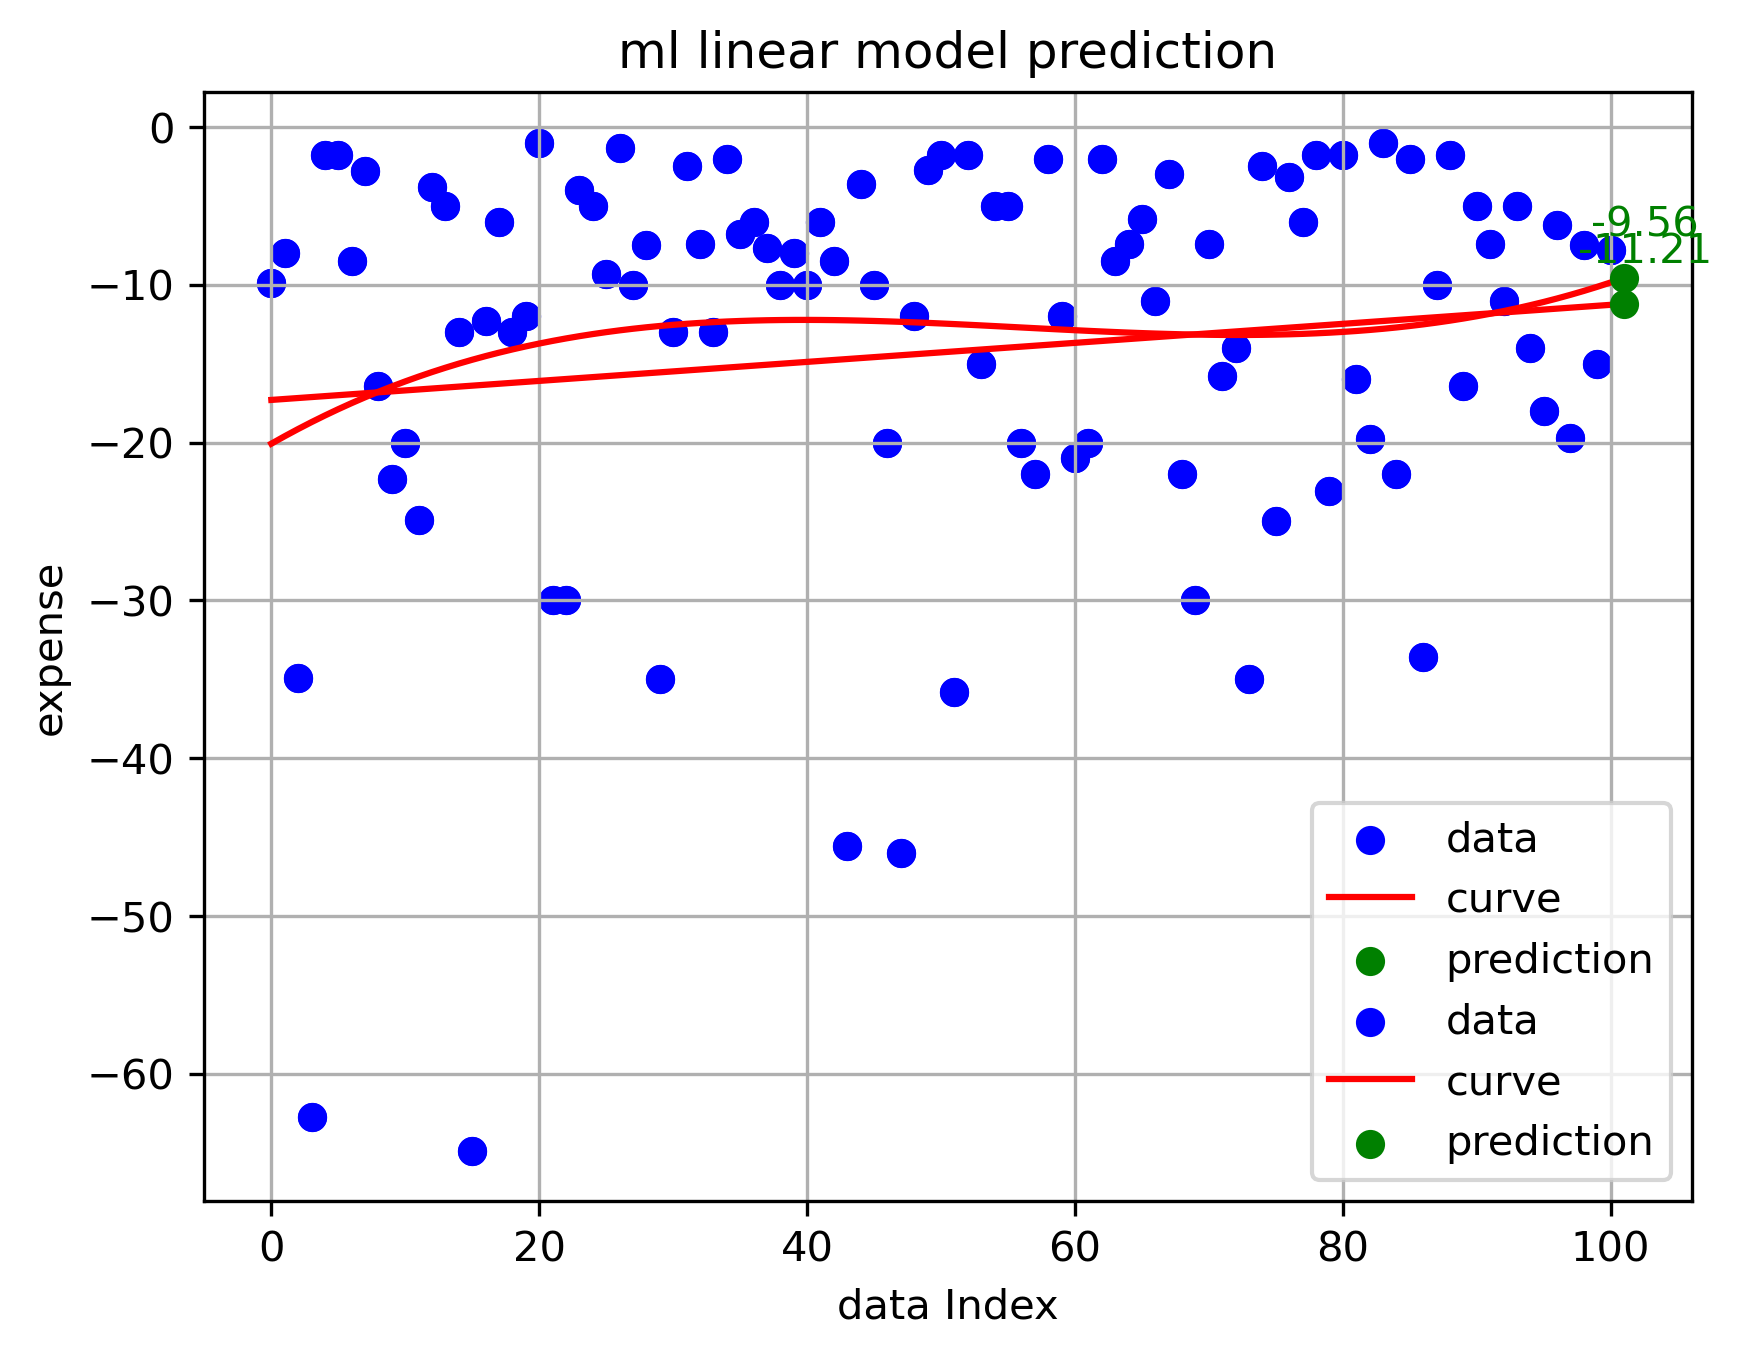 ml linear model prediction
0
−10
−20
−30
−40
−50
−60
expense
-9.56
-11.21
data
curve
prediction
data
curve
prediction
0 20 40 60 80 100
data Index